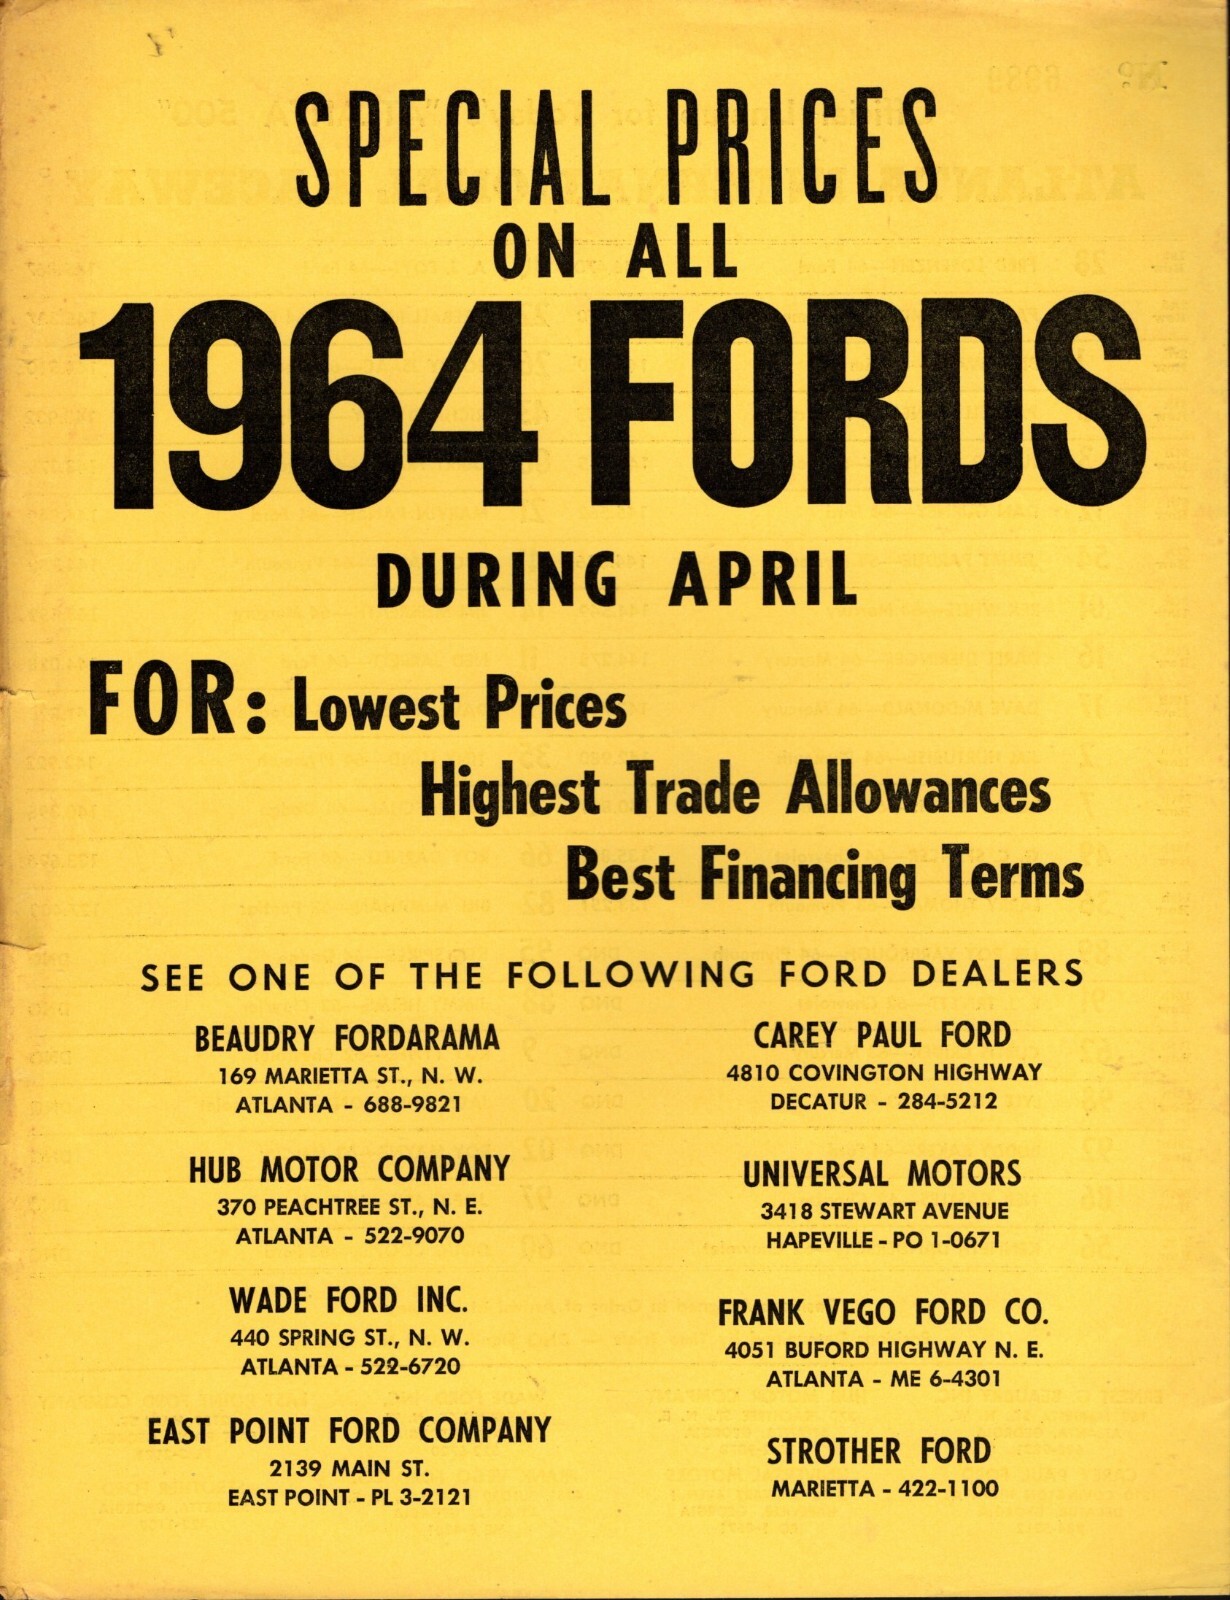 SPECIAL PRICES
ON ALL
1964 FORDS
DURING APRIL
FOR: Lowest Prices
Highest Trade Allowances
Best Financing Terms
SEE ONE OF THE FOLLOWING FORD DEALERS
BEAUDRY FORDARAMA
169 MARIETTA ST., N. W.
ATLANTA - 688-9821
HUB MOTOR COMPANY
370 PEACHTREE ST., N. E.
ATLANTA - 522-9070
WADE FORD INC.
440 SPRING ST., N. W.
ATLANTA - 522-6720
EAST POINT FORD COMPANY
2139 MAIN ST.
EAST POINT - PL 3-2121
CAREY PAUL FORD
4810 COVINGTON HIGHWAY
DECATUR - 284-5212
UNIVERSAL MOTORS
3418 STEWART AVENUE
HAPEVILLE - PO 1-0671
FRANK VEGO FORD CO.
4051 BUFORD HIGHWAY N. E.
ATLANTA - ME 6-4301
STROTHER FORD
MARIETTA - 422-1100